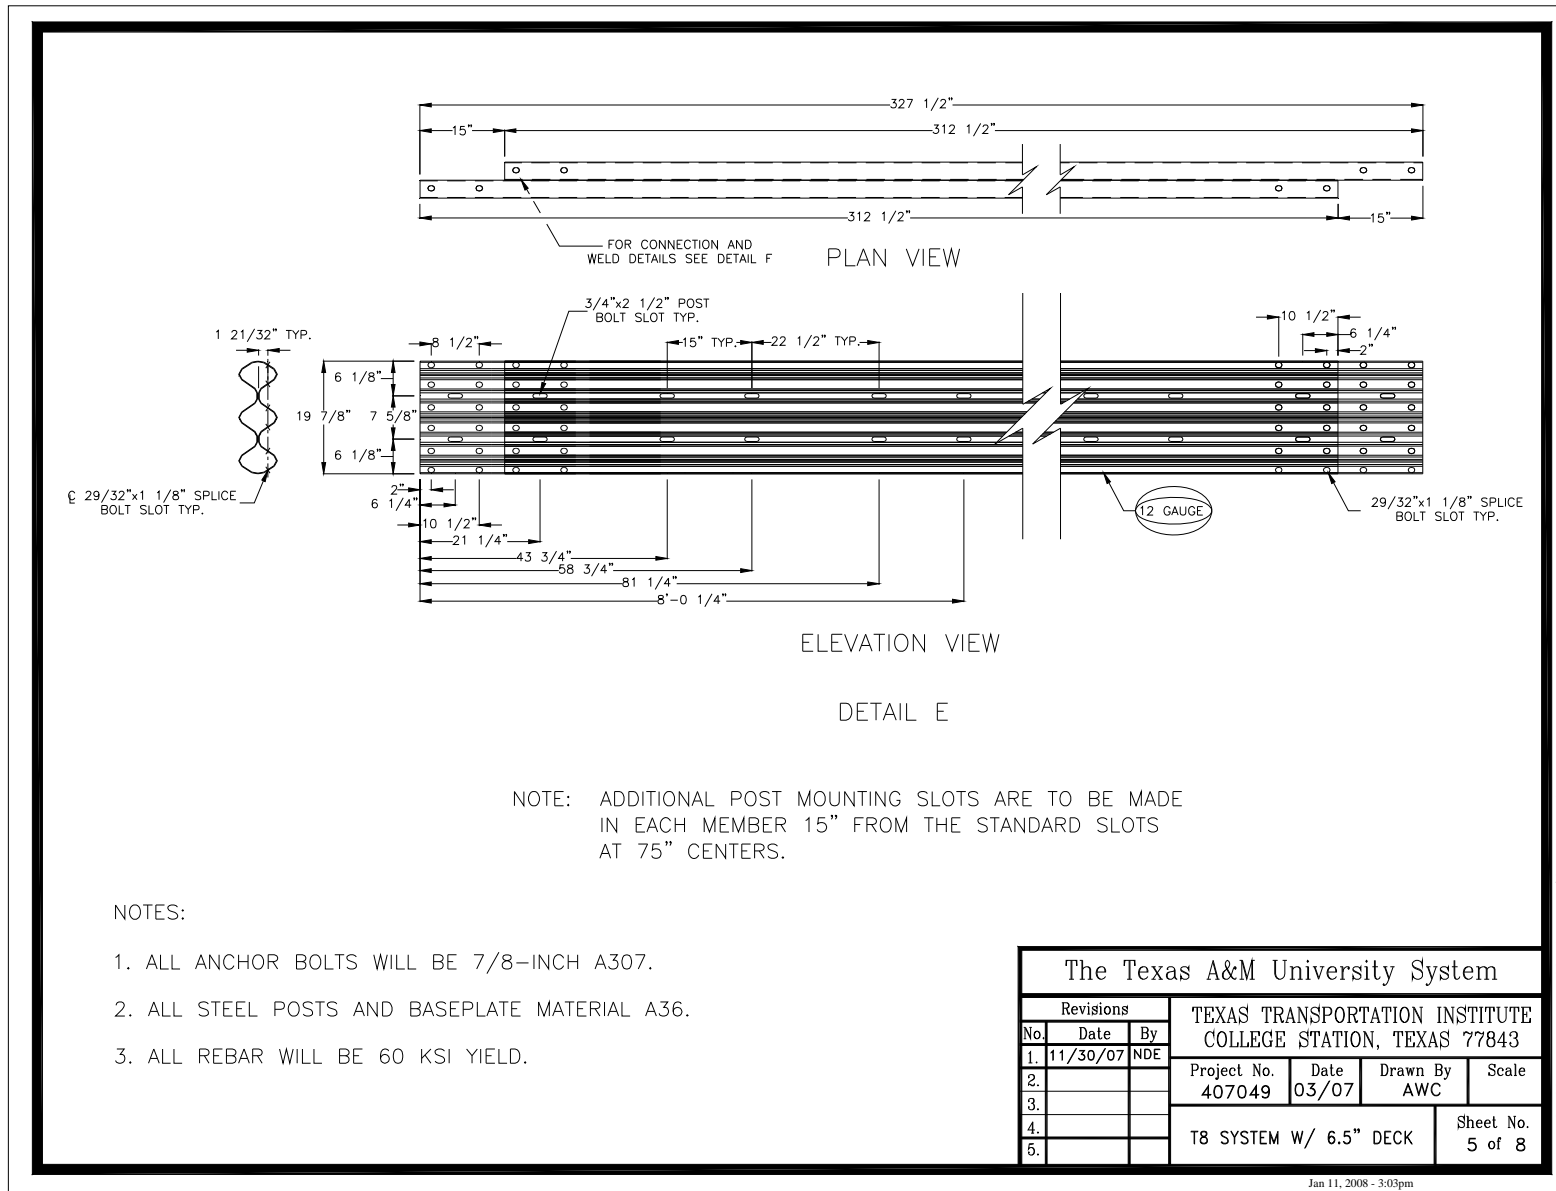 327 1/2"
15"
312 1/2"
312 1/2"
15"
FOR CONNECTION AND
WELD DETAILS SEE DETAIL F
PLAN VIEW
3/4"x2 1/2" POST
BOLT SLOT TYP.
1 21/32" TYP.
8 1/2"
15" TYP.
22 1/2" TYP.
10 1/2"
6 1/4"
2"
6 1/8"
19 7/8"
7 5/8"
6 1/8"
℄ 29/32"x1 1/8" SPLICE
BOLT SLOT TYP.
2"
6 1/4"
10 1/2"
21 1/4"
43 3/4"
58 3/4"
81 1/4"
8'-0 1/4"
12 GAUGE
29/32"x1 1/8" SPLICE
BOLT SLOT TYP.
ELEVATION VIEW
DETAIL E
NOTE: ADDITIONAL POST MOUNTING SLOTS ARE TO BE MADE
IN EACH MEMBER 15" FROM THE STANDARD SLOTS
AT 75" CENTERS.
NOTES:
1. ALL ANCHOR BOLTS WILL BE 7/8-INCH A307.
2. ALL STEEL POSTS AND BASEPLATE MATERIAL A36.
3. ALL REBAR WILL BE 60 KSI YIELD.
The Texas A&M University System
Revisions
No. Date By
1. 11/30/07 NDE
2.
3.
4.
5.
TEXAS TRANSPORTATION INSTITUTE
COLLEGE STATION, TEXAS 77843
Project No. Date Drawn By Scale
407049 03/07 AWC
T8 SYSTEM W/ 6.5" DECK
Sheet No.
5 of 8
Jan 11, 2008 - 3:03pm